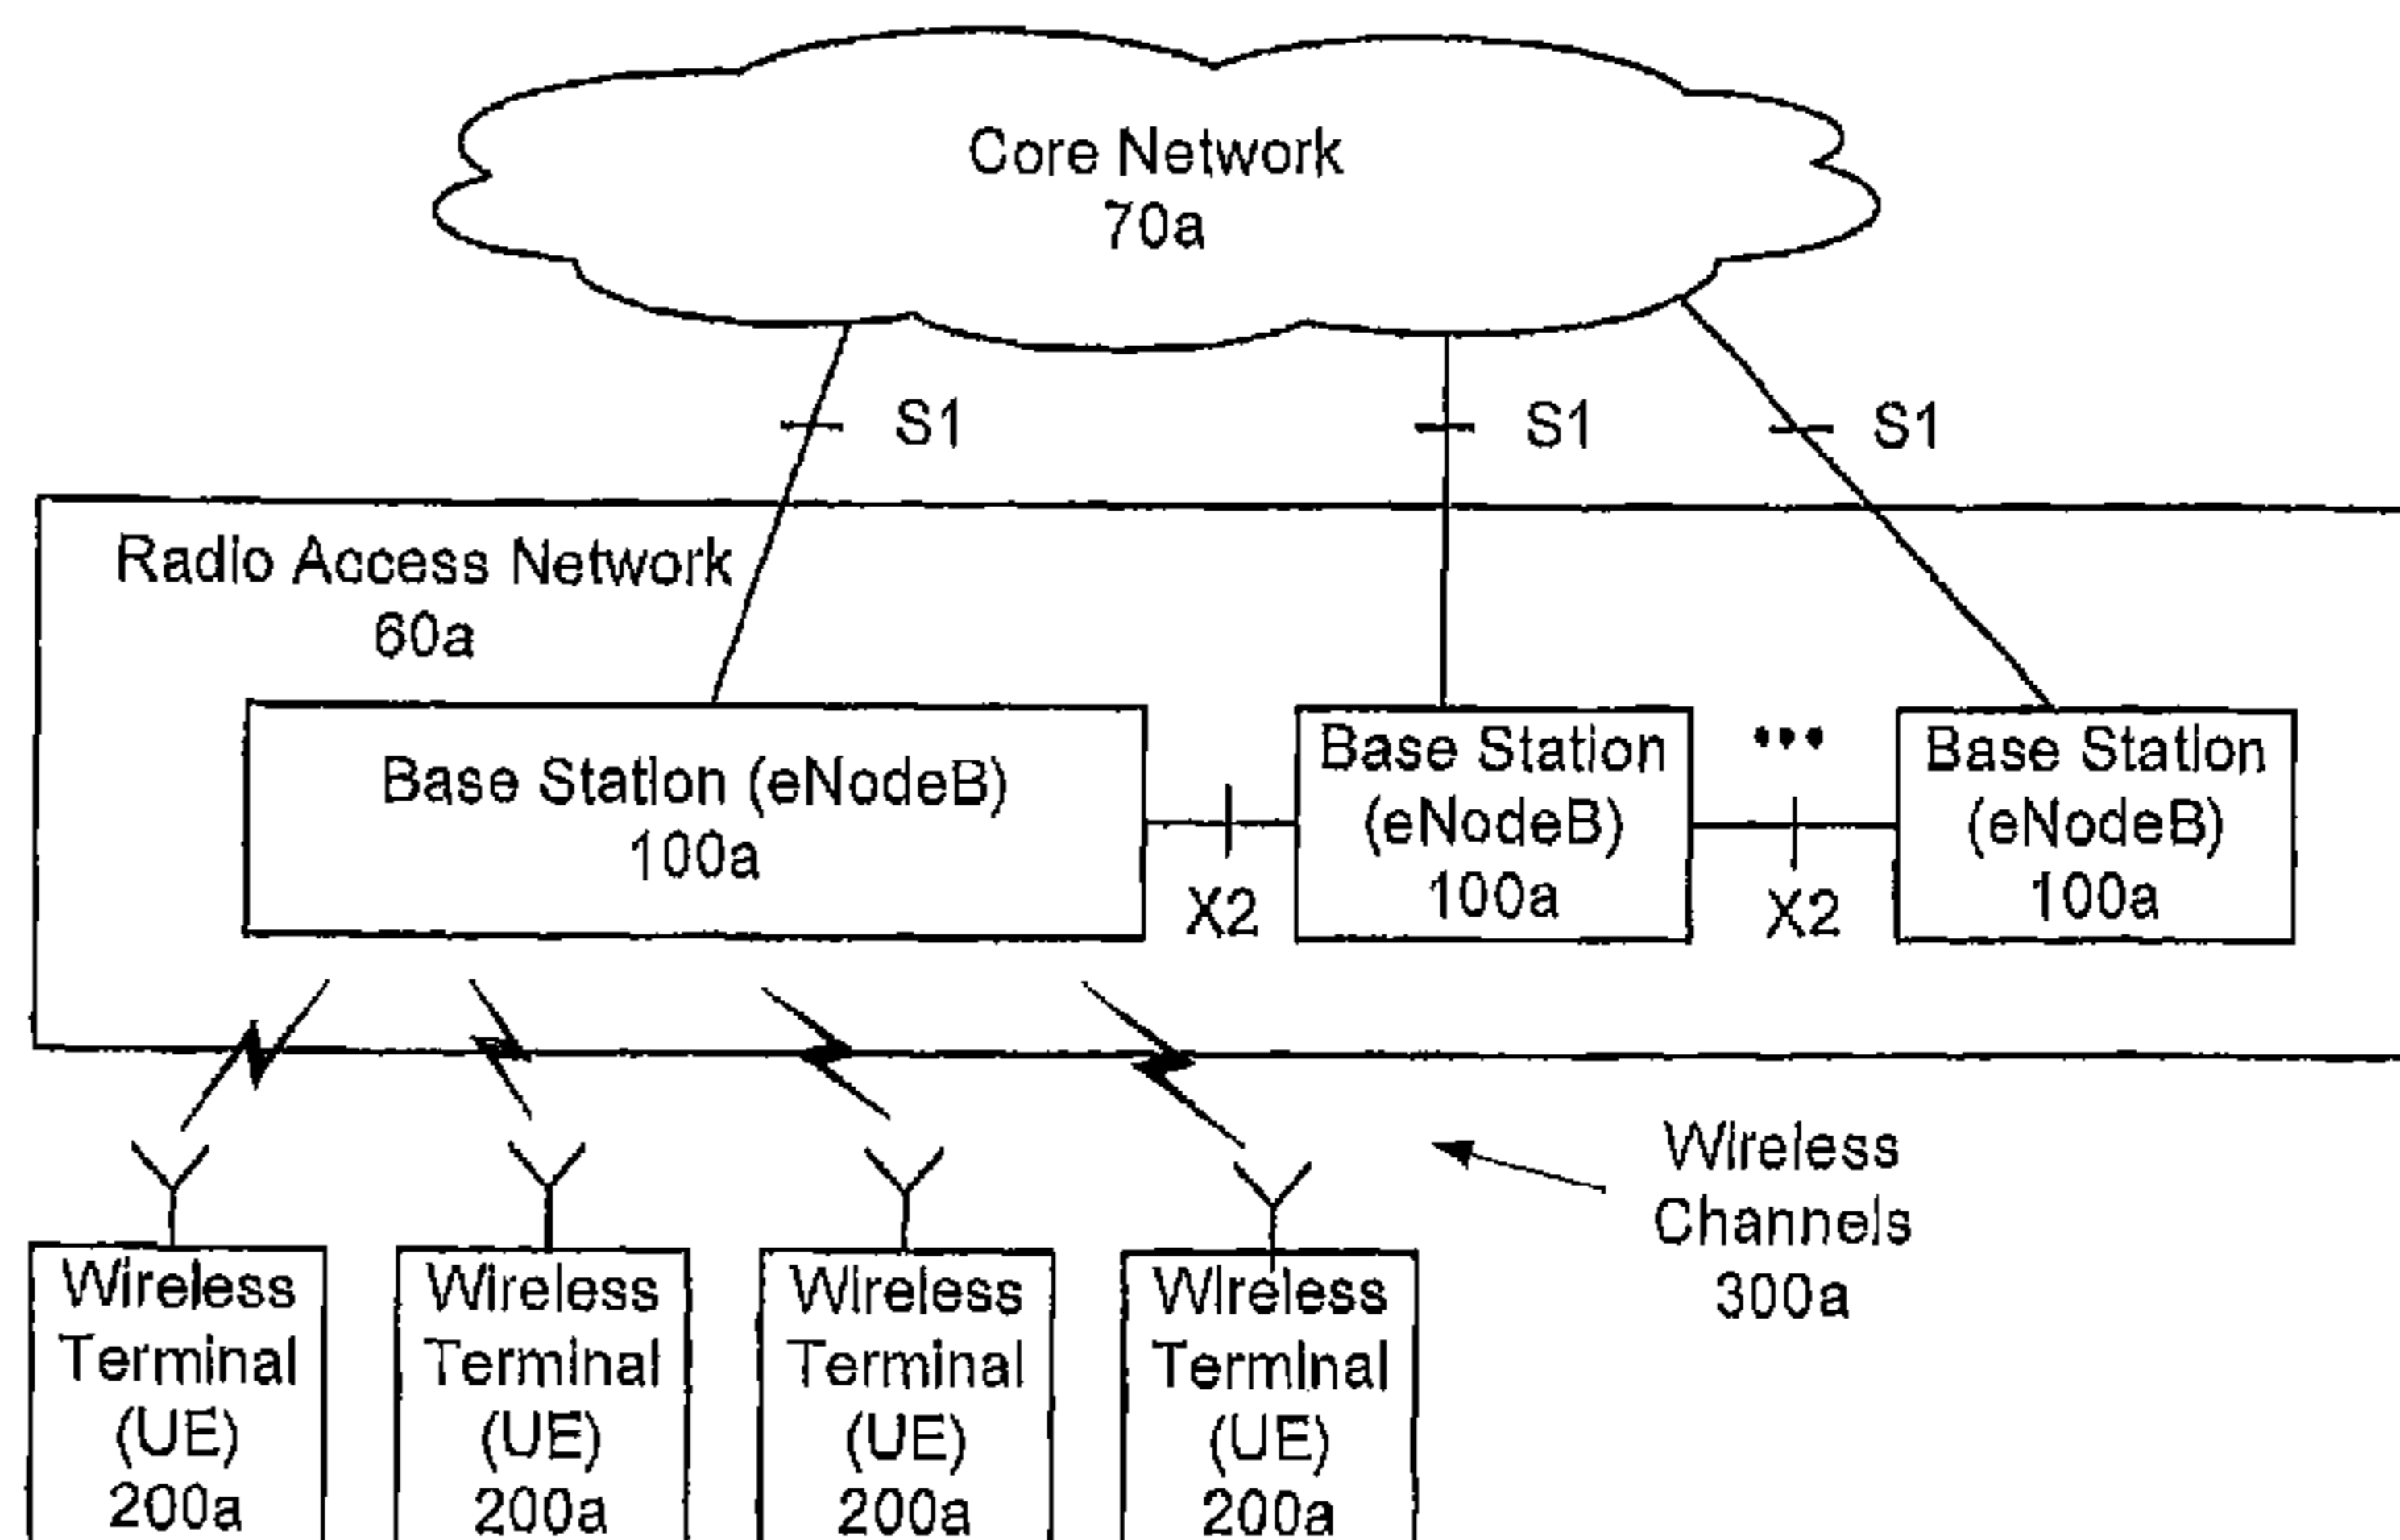 Core Network
70a
S1
S1
S1
Radio Access Network
60a
Base Station (eNodeB)
100a
X2
Base Station
(eNodeB)
100a
•••
X2
Base Station
(eNodeB)
100a
Wireless
Channels
300a
Wireless
Terminal
(UE)
200a
Wireless
Terminal
(UE)
200a
Wireless
Terminal
(UE)
200a
Wireless
Terminal
(UE)
200a